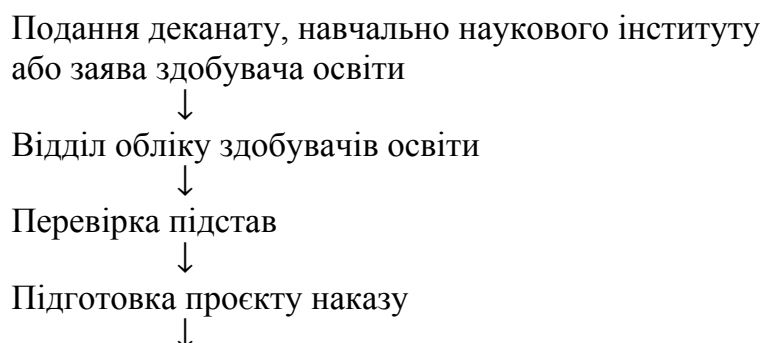 Подання деканату, навчально наукового інституту
або заява здобувача освіти
↓
Відділ обліку здобувачів освіти
↓
Перевірка підстав
↓
Підготовка проєкту наказу
↓